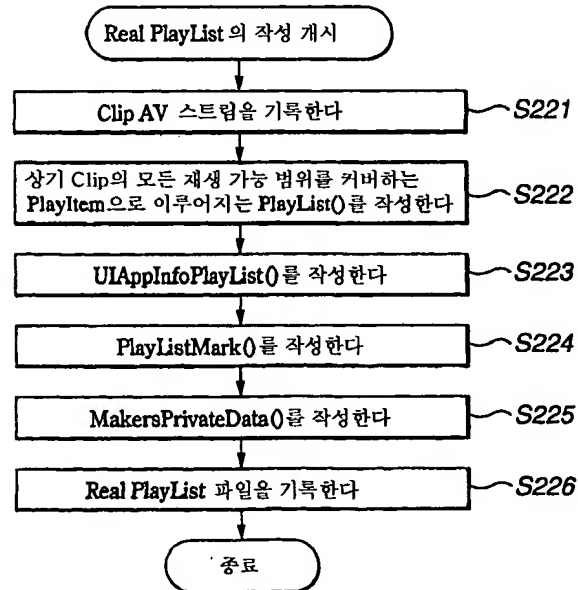 Real PlayList 의 작성 개시
Clip AV 스트림을 기록한다
S221
상기 Clip의 모든 재생 가능 범위를 커버하는
PlayItem으로 이루어지는 PlayList()를 작성한다
S222
UIAppInfoPlayList()를 작성한다
S223
PlayListMark()를 작성한다
S224
MakersPrivateData()를 작성한다
S225
Real PlayList 파일을 기록한다
S226
종료